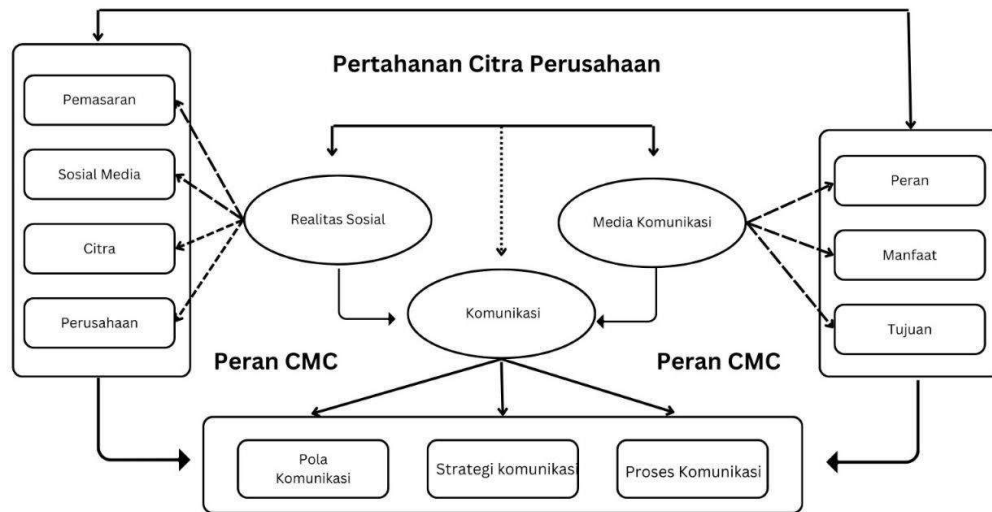 Pertahanan Citra Perusahaan
Pemasaran
Sosial Media
Citra
Perusahaan
Realitas Sosial
Media Komunikasi
Komunikasi
Peran
Manfaat
Tujuan
Peran CMC
Peran CMC
Pola
Komunikasi
Strategi komunikasi
Proses Komunikasi